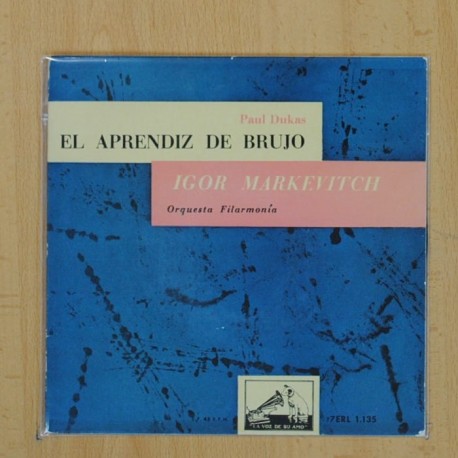 Paul Dukas
EL APRENDIZ DE BRUJO
IGOR MARKEVITCH
Orquesta Filarmonía
"LA VOZ DE SU AMO"
7ERL 1.135